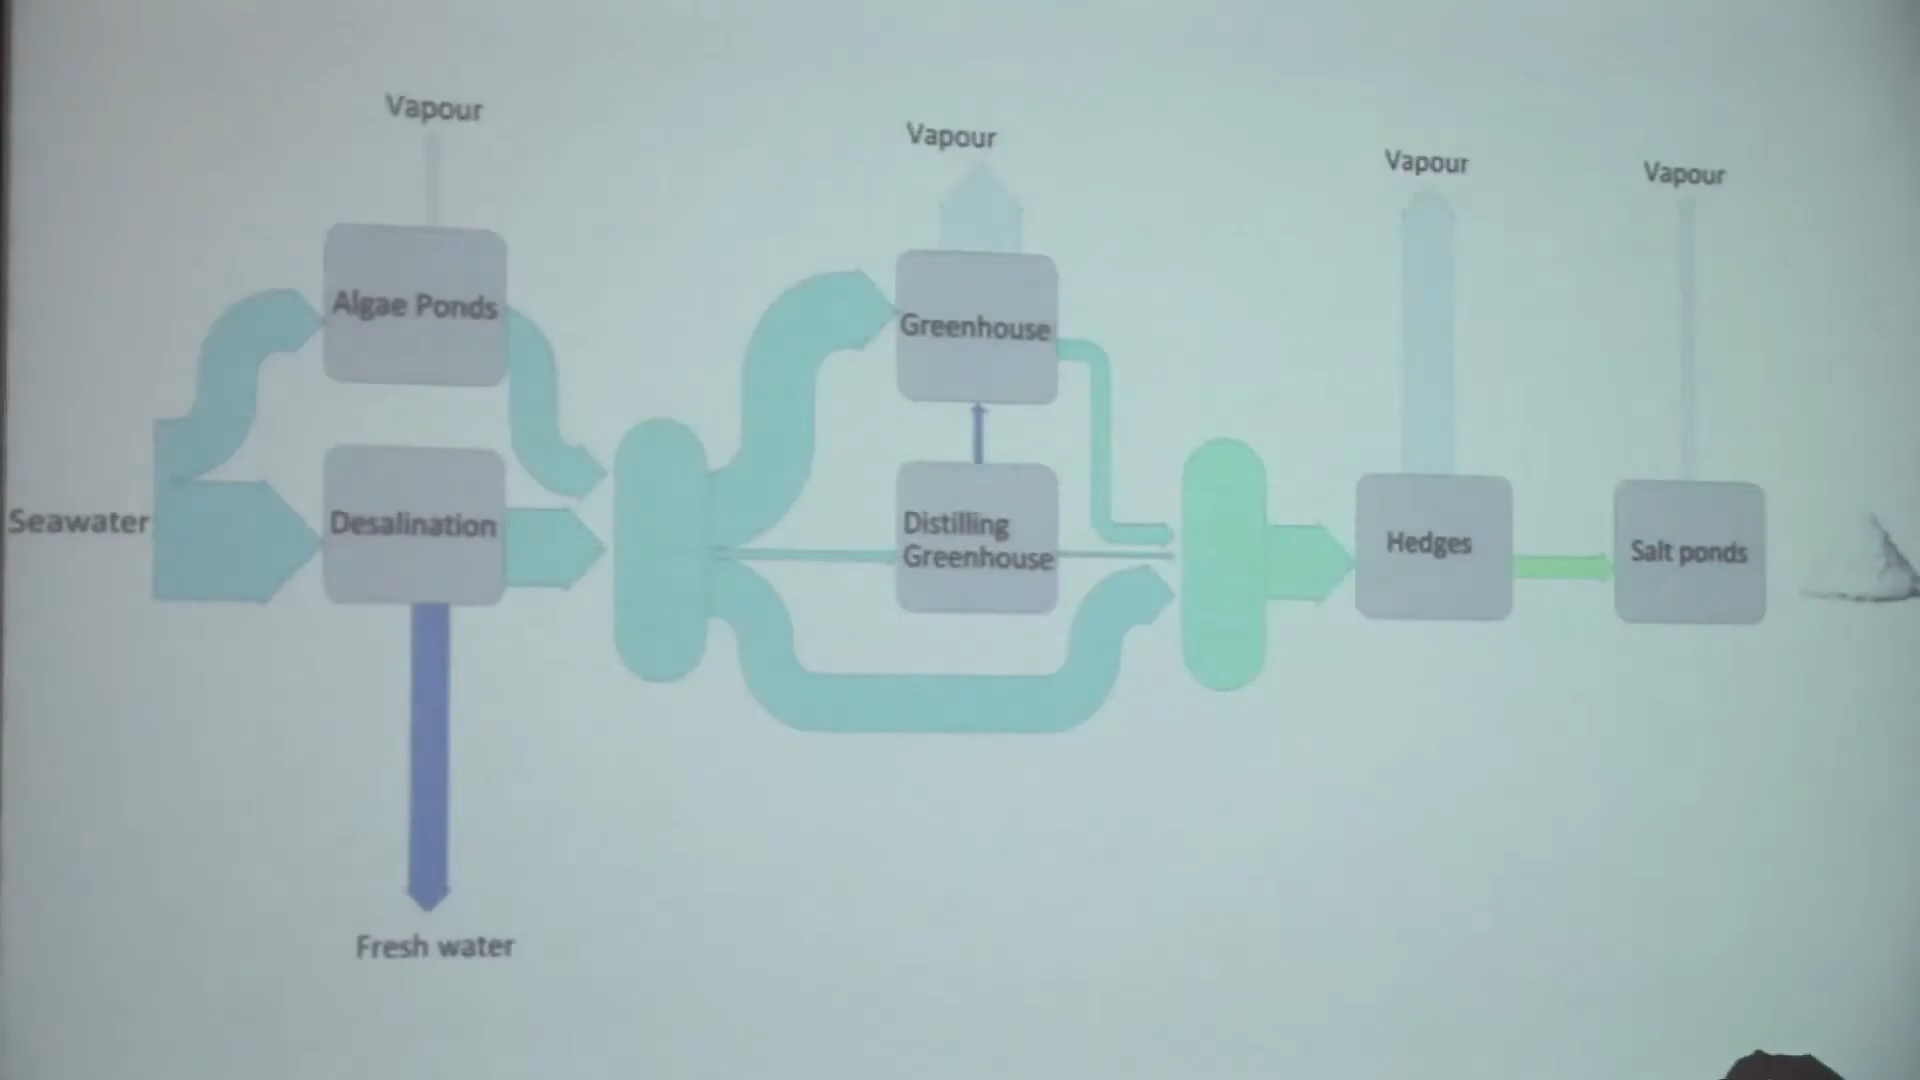 Vapour
Vapour
Vapour
Vapour
Algae Ponds
Greenhouse
Seawater
Desalination
Distilling
Greenhouse
Hedges
Salt ponds
Fresh water